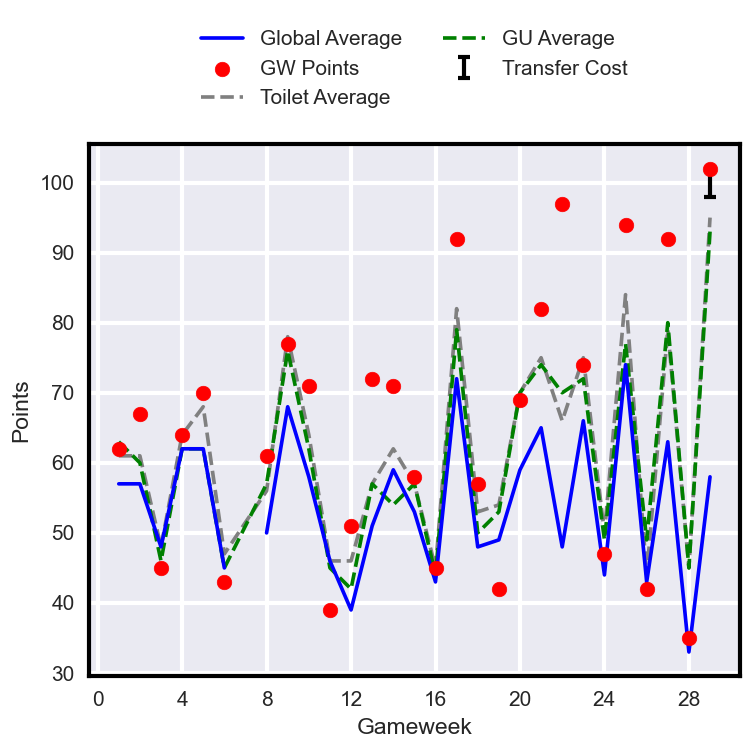 Global Average
GW Points
Toilet Average
GU Average
Transfer Cost
Points
100
90
80
70
60
50
40
30
0 4 8 12 16 20 24 28
Gameweek